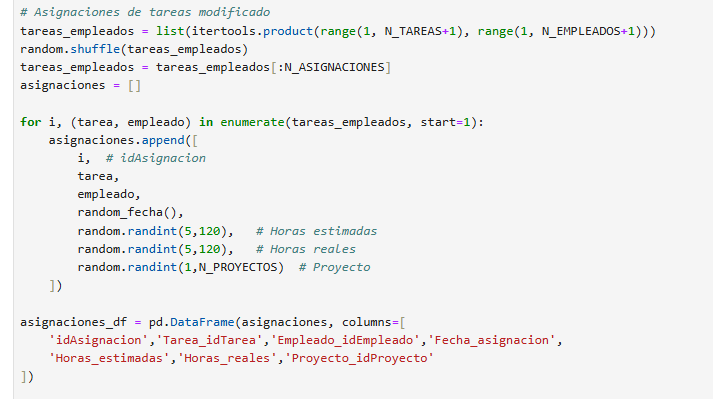 # Asignaciones de tareas modificado
tareas_empleados = list(itertools.product(range(1, N_TAREAS+1), range(1, N_EMPLEADOS+1)))
random.shuffle(tareas_empleados)
tareas_empleados = tareas_empleados[:N_ASIGNACIONES]
asignaciones = []

for i, (tarea, empleado) in enumerate(tareas_empleados, start=1):
    asignaciones.append([
        i,  # idAsignacion
        tarea,
        empleado,
        random_fecha(),
        random.randint(5,120),   # Horas estimadas
        random.randint(5,120),   # Horas reales
        random.randint(1,N_PROYECTOS)  # Proyecto
    ])

asignaciones_df = pd.DataFrame(asignaciones, columns=[
    'idAsignacion','Tarea_idTarea','Empleado_idEmpleado','Fecha_asignacion',
    'Horas_estimadas','Horas_reales','Proyecto_idProyecto'
])